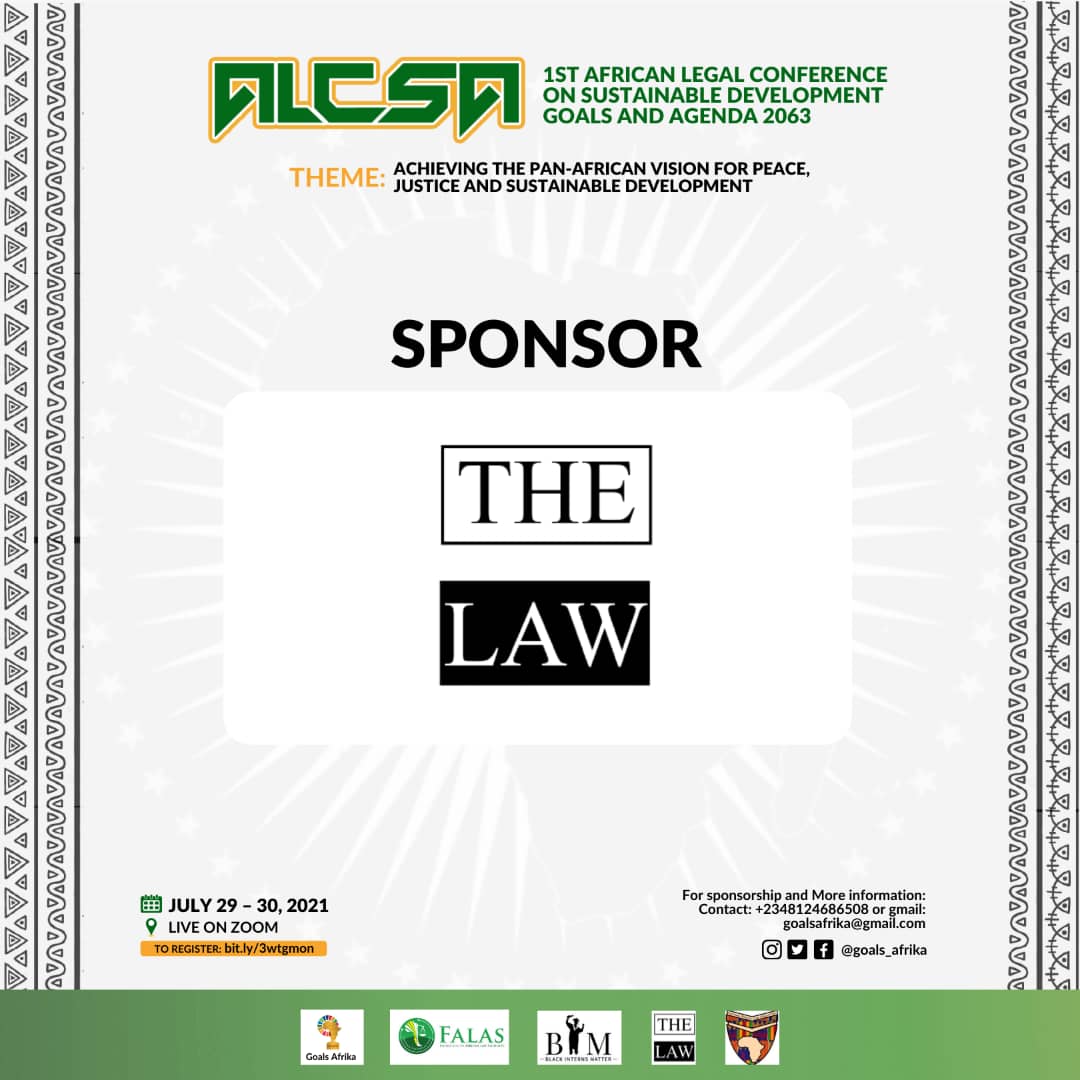 ALCSA
1ST AFRICAN LEGAL CONFERENCE
ON SUSTAINABLE DEVELOPMENT
GOALS AND AGENDA 2063
THEME: ACHIEVING THE PAN-AFRICAN VISION FOR PEACE,
JUSTICE AND SUSTAINABLE DEVELOPMENT
SPONSOR
THE
LAW
JULY 29 – 30, 2021
LIVE ON ZOOM
TO REGISTER: bit.ly/3wtgmon
For sponsorship and More information:
Contact: +2348124686508 or gmail:
goalsafrika@gmail.com
@goals_afrika
Goals Afrika
FALAS
BIM
BLACK INTERNS MATTER
THE
LAW